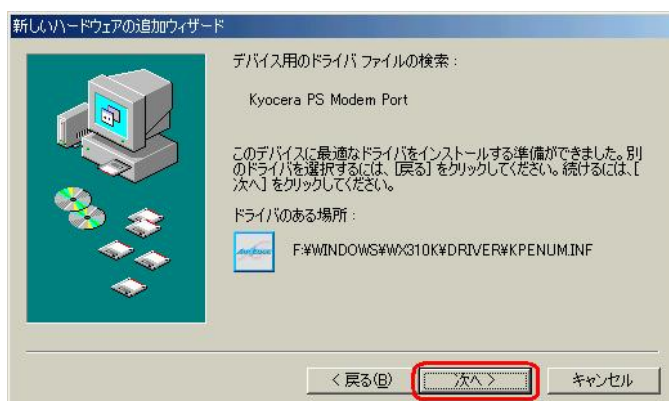 新しいハードウェアの追加ウィザード
デバイス用のドライバ ファイルの検索：
Kyocera PS Modem Port
このデバイスに最適なドライバをインストールする準備ができました。別
のドライバを選択するには、［戻る］をクリックしてください。続けるには、［
次へ］をクリックしてください。
ドライバのある場所：
AirEDGE
F:¥WINDOWS¥WX310K¥DRIVER¥KPENUM.INF
< 戻る(B)
次へ >
キャンセル